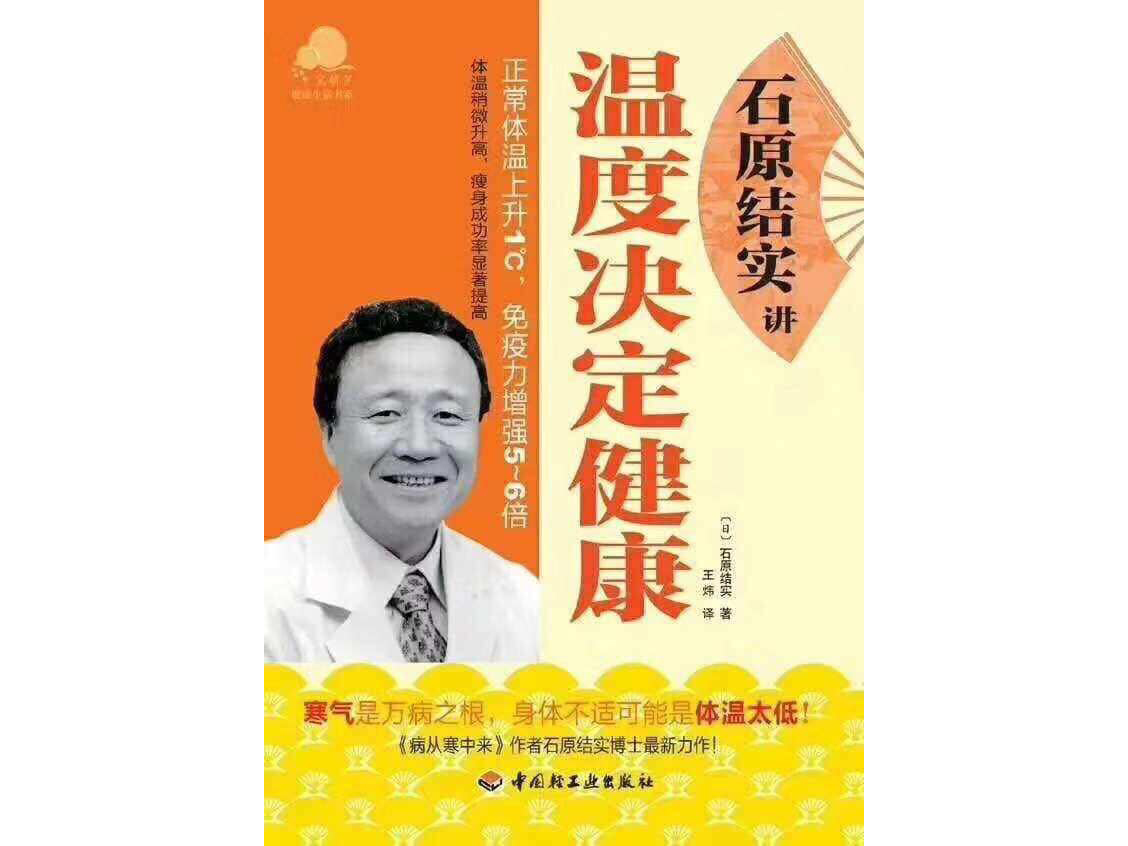 石原结实 讲
温度决定健康
正常体温上升1℃，免疫力增强5~6倍
体温稍微升高，瘦身成功率显著提高
〔日〕石原结实 著
王炜 译
寒气是万病之根，身体不适可能是体温太低！
《病从寒中来》作者石原结实博士最新力作！
中国轻工业出版社